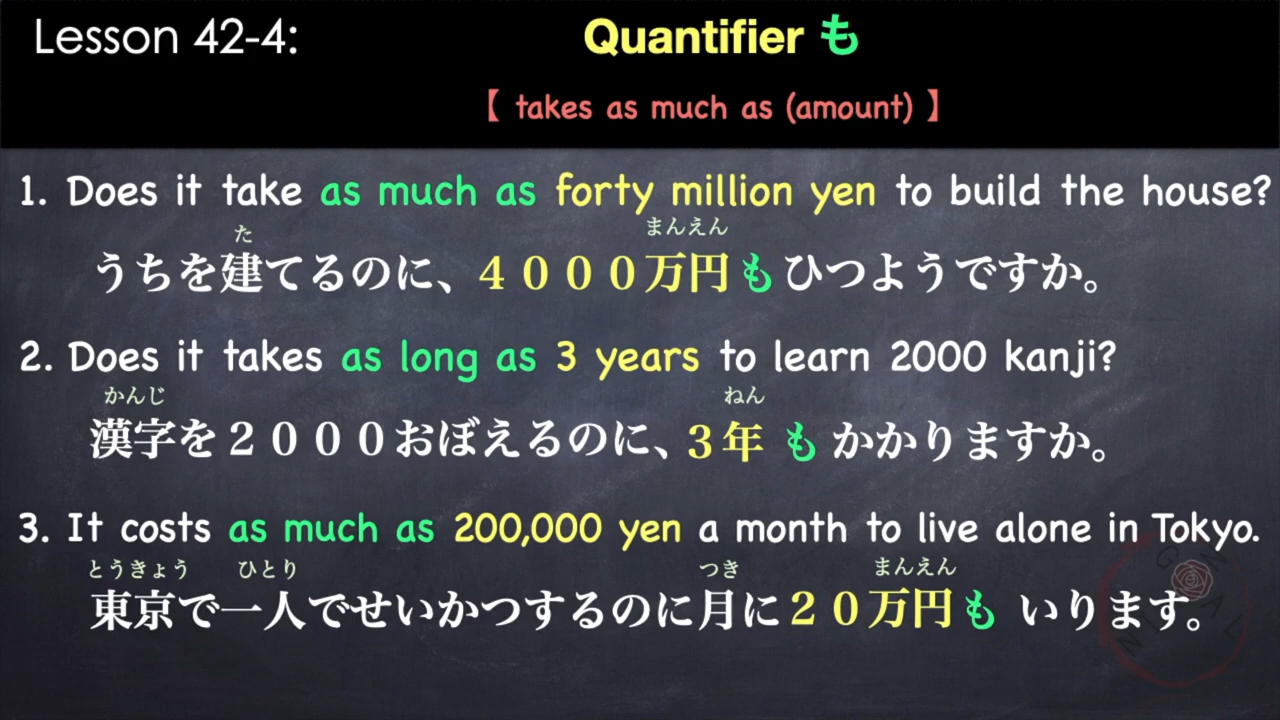 Lesson 42-4:
Quantifier も
【 takes as much as (amount) 】
1. Does it take as much as forty million yen to build the house?
た まんえん
うちを建てるのに、４０００万円もひつようですか。
2. Does it takes as long as 3 years to learn 2000 kanji?
かんじ ねん
漢字を２０００おぼえるのに、３年 も かかりますか。
3. It costs as much as 200,000 yen a month to live alone in Tokyo.
とうきょう ひとり つき まんえん
東京で一人でせいかつするのに月に２０万円も いります。